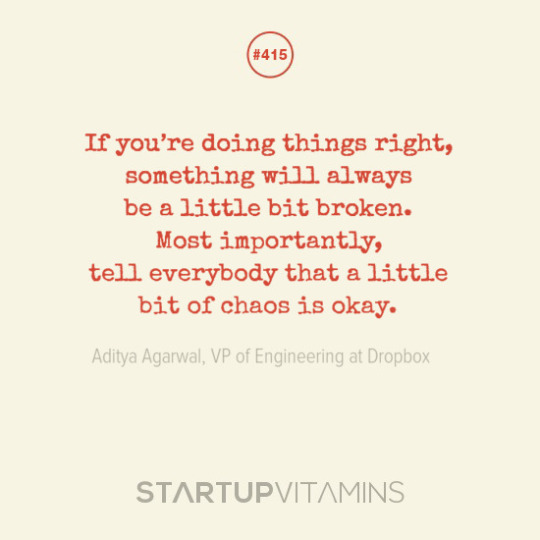 #415
If you're doing things right,
something will always
be a little bit broken.
Most importantly,
tell everybody that a little
bit of chaos is okay.
Aditya Agarwal, VP of Engineering at Dropbox
STARTUPVITAMINS